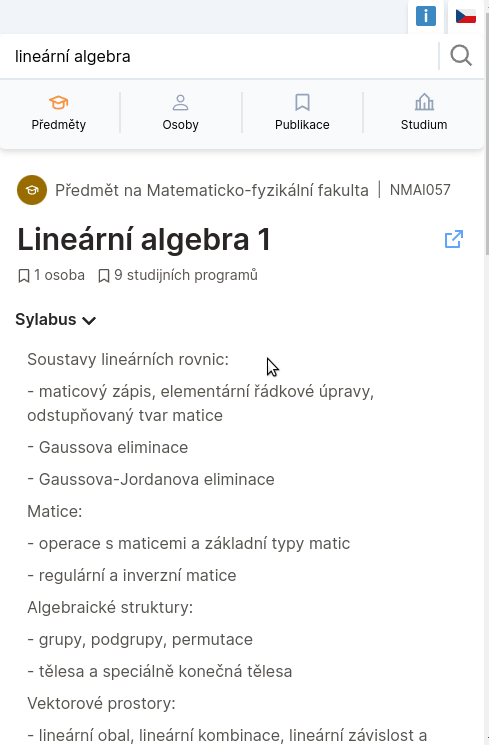 i
lineární algebra
Předměty Osoby Publikace Studium
Předmět na Matematicko-fyzikální fakulta | NMAI057
Lineární algebra 1
1 osoba 9 studijních programů
Sylabus
Soustavy lineárních rovnic:
- maticový zápis, elementární řádkové úpravy,
odstupňovaný tvar matice
- Gaussova eliminace
- Gaussova-Jordanova eliminace
Matice:
- operace s maticemi a základní typy matic
- regulární a inverzní matice
Algebraické struktury:
- grupy, podgrupy, permutace
- tělesa a speciálně konečná tělesa
Vektorové prostory:
- lineární obal, lineární kombinace, lineární závislost a